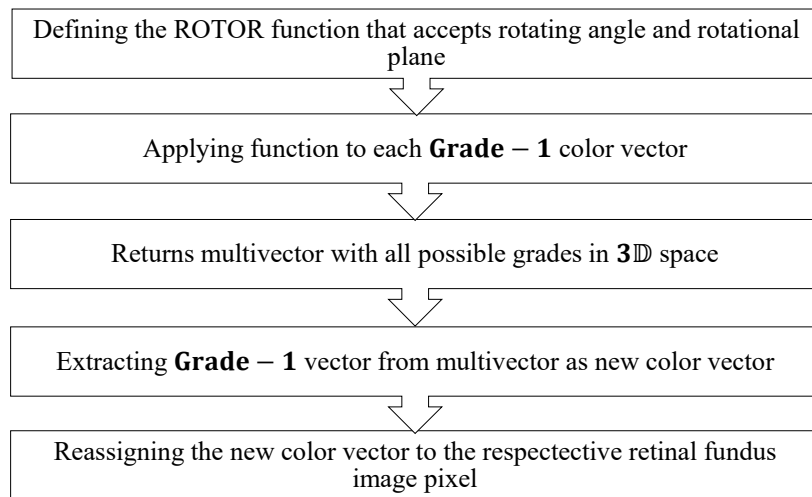 Defining the ROTOR function that accepts rotating angle and rotational
plane
Applying function to each Grade − 1 color vector
Returns multivector with all possible grades in 3𝔻 space
Extracting Grade − 1 vector from multivector as new color vector
Reassigning the new color vector to the respectective retinal fundus
image pixel